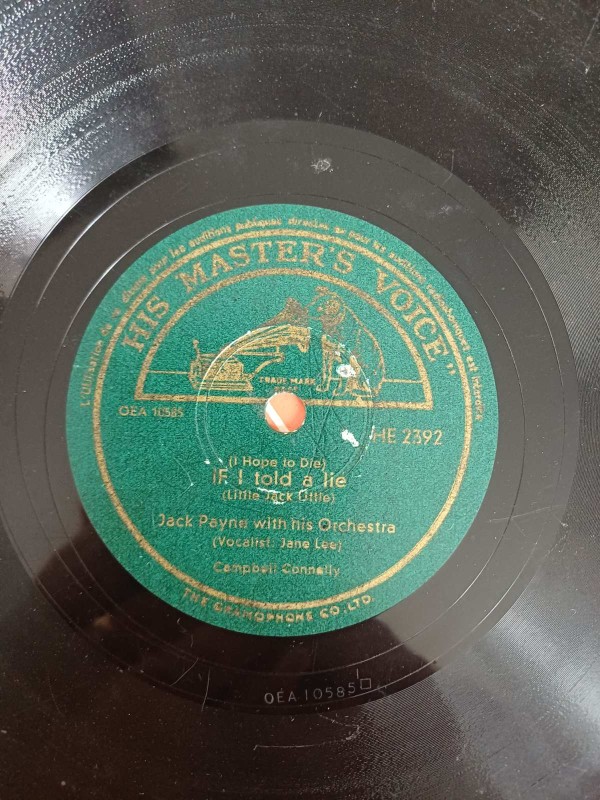 L'utilisation de ce disque pour les auditions publiques directes ou pour les auditions radiophoniques est interdite
"HIS MASTER'S VOICE"
TRADE MARK
OEA 10585
HE 2392
(I Hope to Die)
IF I told a lie
(Little Jack Little)
Jack Payne with his Orchestra
(Vocalist: Jane Lee)
Campbell Connelly
THE GRAMOPHONE CO. LTD.
OEA 10585